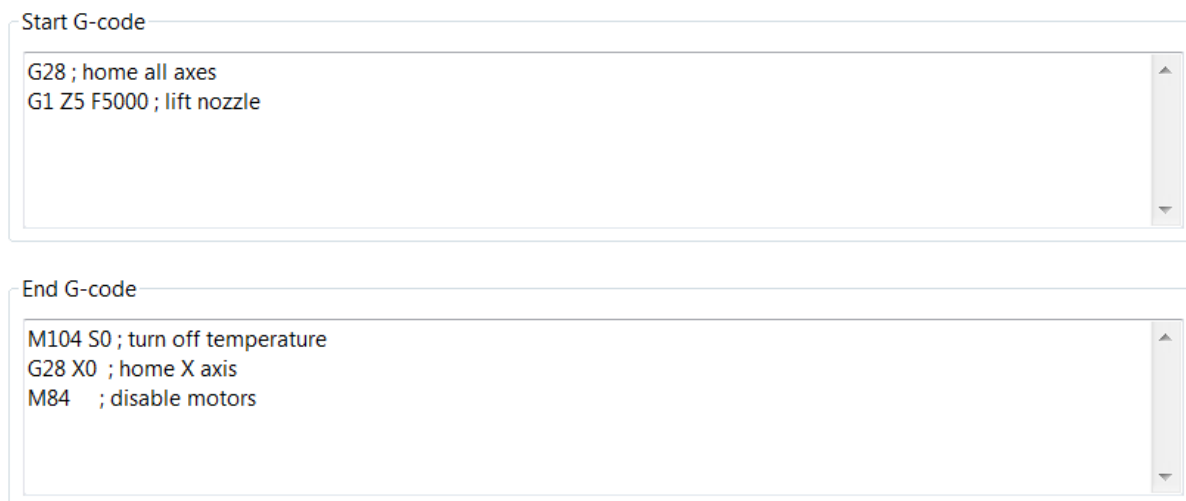 Start G-code
G28 ; home all axes
G1 Z5 F5000 ; lift nozzle
End G-code
M104 S0 ; turn off temperature
G28 X0  ; home X axis
M84    ; disable motors